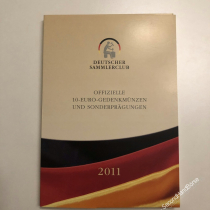 DEUTSCHER
SAMMLERCLUB
OFFIZIELLE
10-EURO-GEDENKMÜNZEN
UND SONDERPRÄGUNGEN
2011